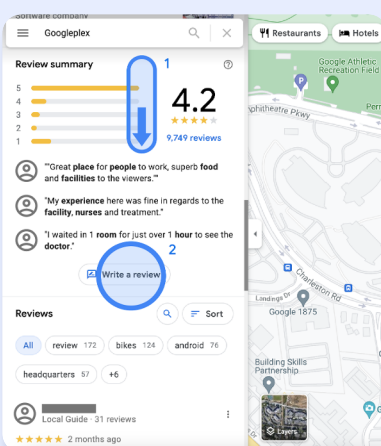 Software company
Googleplex
Restaurants
Hotels
Review summary
1
5
4
3
2
1
4.2
9,749 reviews
"Great place for people to work, superb food
and facilities to the viewers."
"My experience here was fine in regards to the
facility, nurses and treatment."
"I waited in 1 room for just over 1 hour to see the
doctor."
2
Write a review
Reviews
Sort
All
review 172
bikes 124
android 76
headquarters 57
+6
Local Guide · 31 reviews
2 months ago
Google Athletic
Recreation Field
Perm
phitheatre Pkwy
Charleston Rd
Landings Dr
Google 1875
Building Skills
Partnership
Layers
G